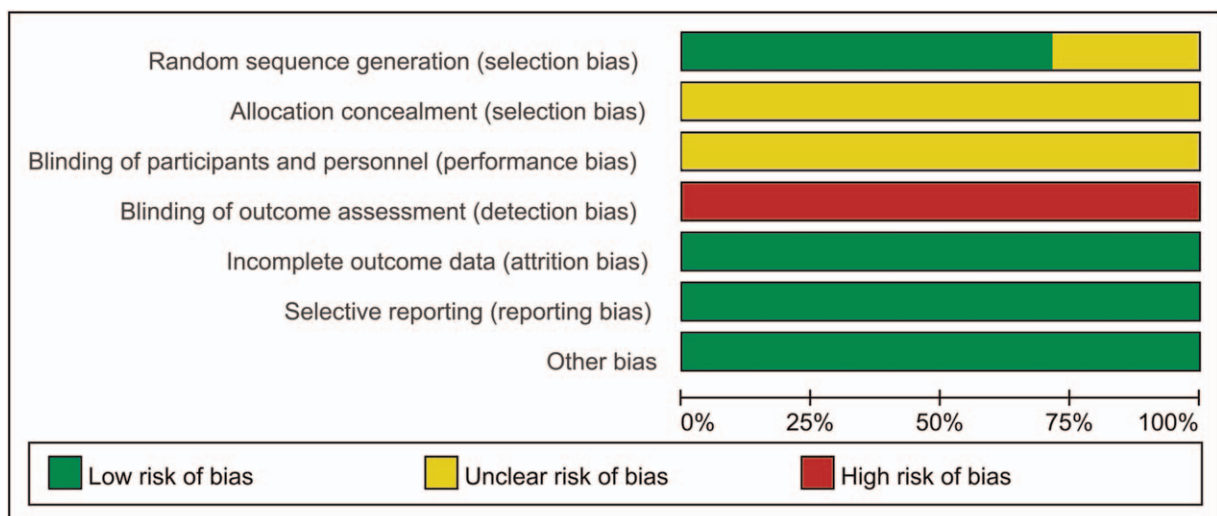 Random sequence generation (selection bias)
Allocation concealment (selection bias)
Blinding of participants and personnel (performance bias)
Blinding of outcome assessment (detection bias)
Incomplete outcome data (attrition bias)
Selective reporting (reporting bias)
Other bias
0% 25% 50% 75% 100%
Low risk of bias Unclear risk of bias High risk of bias